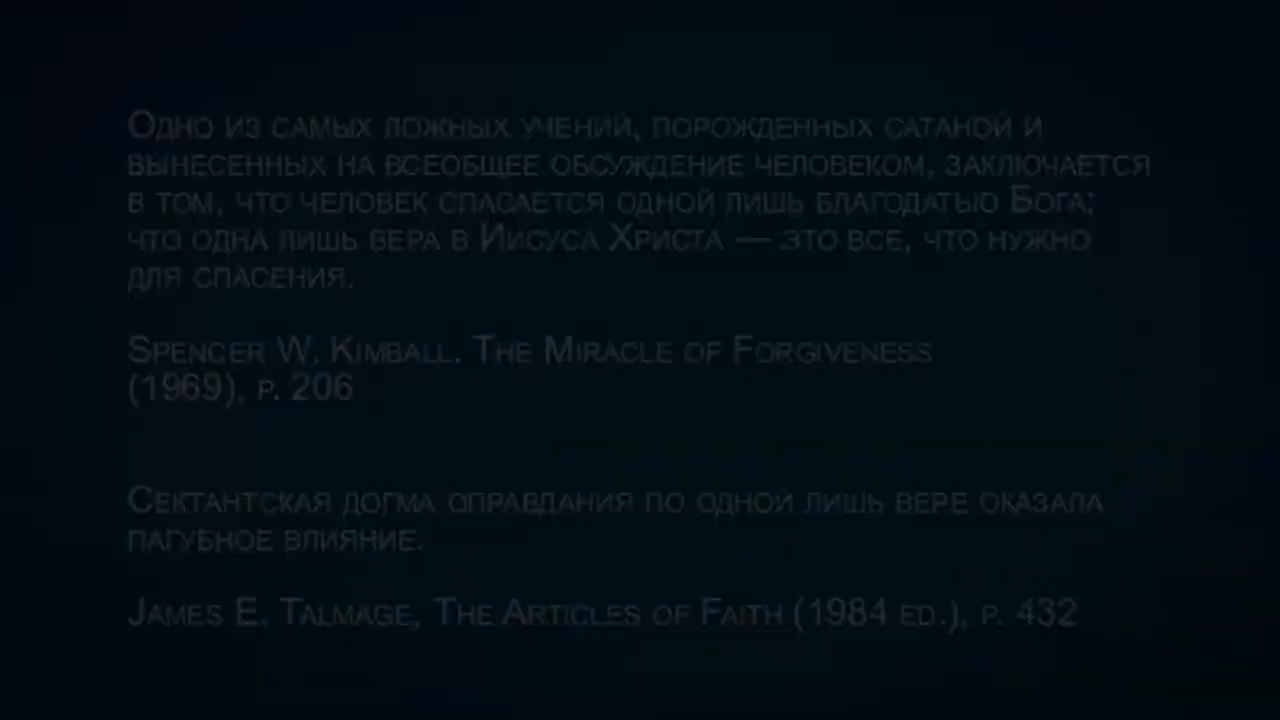 Одно из самых ложных учений, порожденных сатаной и
вынесенных на всеобщее обсуждение человеком, заключается
в том, что человек спасается одной лишь благодатью Бога;
что одна лишь вера в Иисуса Христа — это все, что нужно
для спасения.
Spencer W. Kimball. The Miracle of Forgiveness
(1969), p. 206
Сектантская догма оправдания по одной лишь вере оказала
пагубное влияние.
James E. Talmage, The Articles of Faith (1984 ed.), p. 432